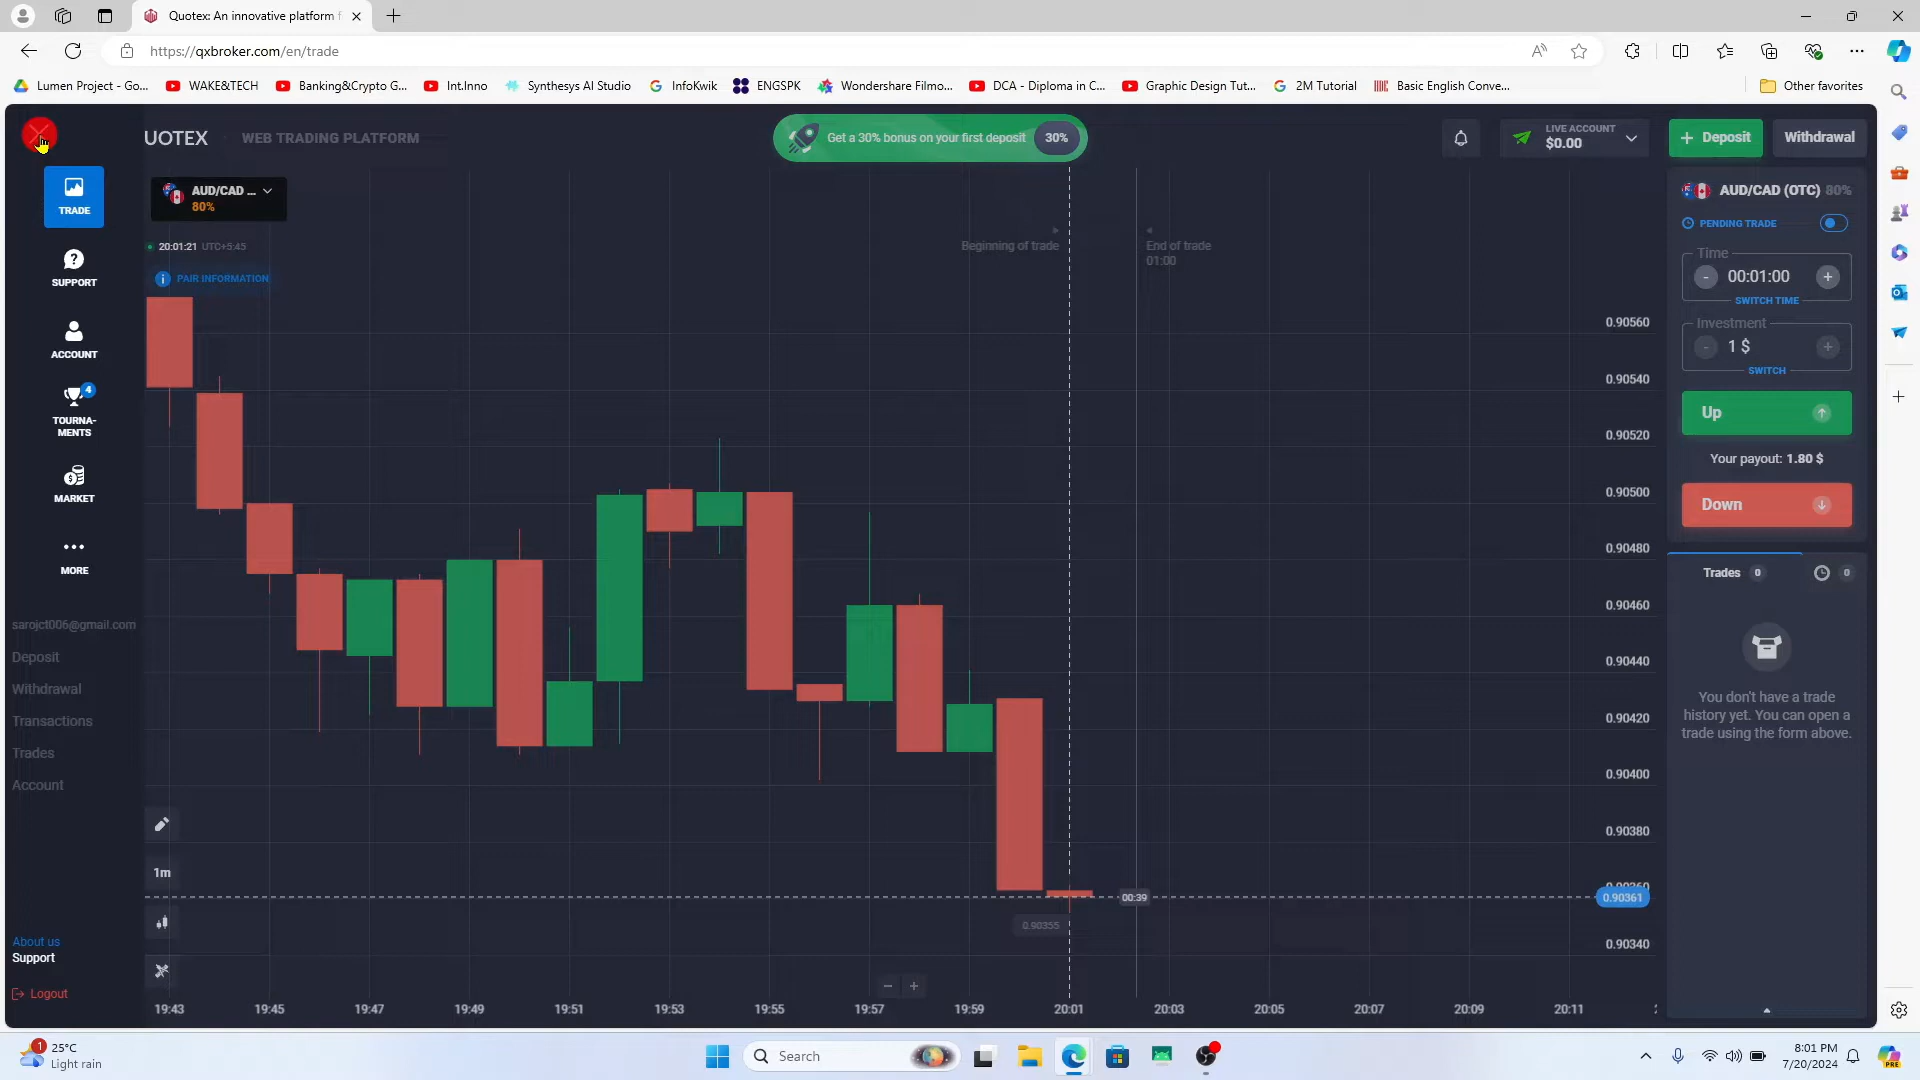 Quotex: An innovative platform f
https://qxbroker.com/en/trade
Lumen Project - Go...
WAKE&TECH
Banking&Crypto G...
Int.Inno
Synthesys AI Studio
InfoKwik
ENGSPK
Wondershare Filmo...
DCA - Diploma in C...
Graphic Design Tut...
2M Tutorial
Basic English Conve...
Other favorites
UOTEX
WEB TRADING PLATFORM
Get a 30% bonus on your first deposit
30%
LIVE ACCOUNT
$0.00
+ Deposit
Withdrawal
TRADE
SUPPORT
ACCOUNT
4
TOURNA-
MENTS
MARKET
MORE
sarojct006@gmail.com
Deposit
Withdrawal
Transactions
Trades
Account
About us
Support
Logout
AUD/CAD ...
80%
20:01:21 UTC+5:45
PAIR INFORMATION
Beginning of trade
End of trade
01:00
0.90560
0.90540
0.90520
0.90500
0.90480
0.90460
0.90440
0.90420
0.90400
0.90380
0.90360
0.90361
0.90340
00:39
0.90355
1m
19:43
19:45
19:47
19:49
19:51
19:53
19:55
19:57
19:59
20:01
20:03
20:05
20:07
20:09
20:11
AUD/CAD (OTC) 80%
PENDING TRADE
Time
- 00:01:00 +
SWITCH TIME
Investment
- 1 $ +
SWITCH
Up
Your payout: 1.80 $
Down
Trades 0
0
You don't have a trade
history yet. You can open a
trade using the form above.
1
25°C
Light rain
Search
8:01 PM
7/20/2024
PRE